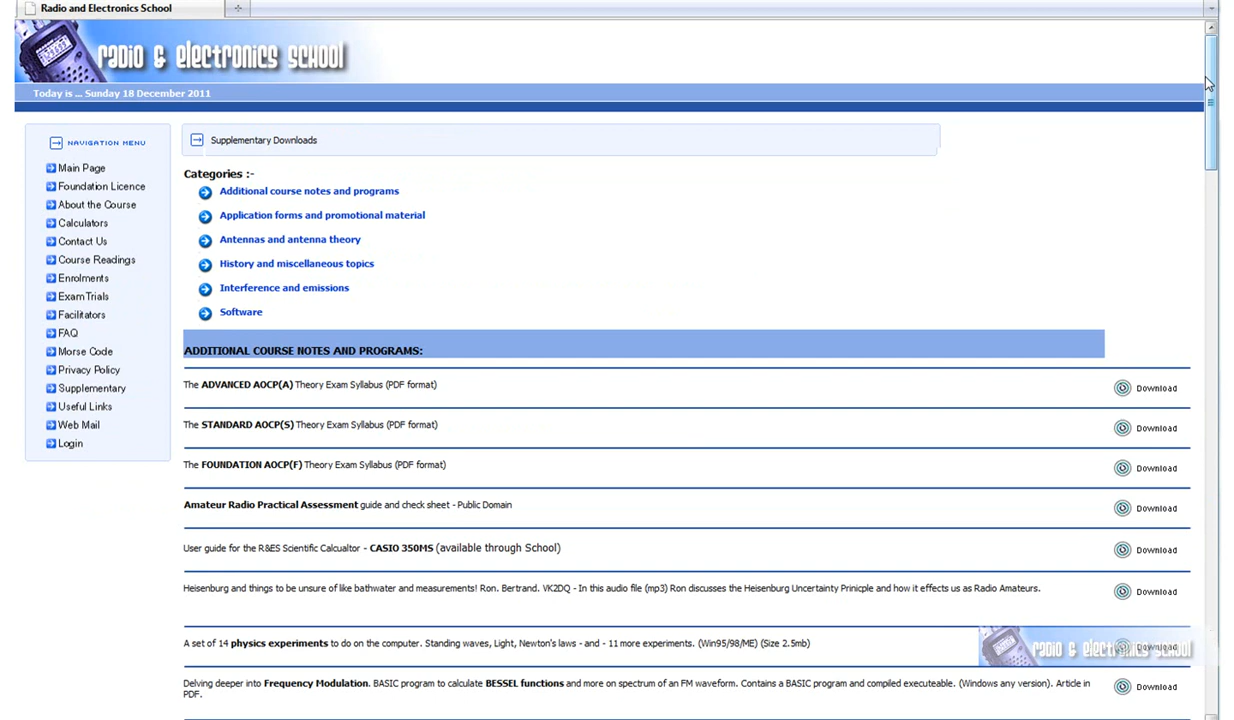 Radio and Electronics School
radio & electronics school
Today is ... Sunday 18 December 2011
NAVIGATION MENU
Main Page
Foundation Licence
About the Course
Calculators
Contact Us
Course Readings
Enrolments
Exam Trials
Facilitators
FAQ
Morse Code
Privacy Policy
Supplementary
Useful Links
Web Mail
Login
Supplementary Downloads
Categories :-
Additional course notes and programs
Application forms and promotional material
Antennas and antenna theory
History and miscellaneous topics
Interference and emissions
Software
ADDITIONAL COURSE NOTES AND PROGRAMS:
The ADVANCED AOCP(A) Theory Exam Syllabus (PDF format)
Download
The STANDARD AOCP(S) Theory Exam Syllabus (PDF format)
Download
The FOUNDATION AOCP(F) Theory Exam Syllabus (PDF format)
Download
Amateur Radio Practical Assessment guide and check sheet - Public Domain
Download
User guide for the R&ES Scientific Calcualtor - CASIO 350MS (available through School)
Download
Heisenburg and things to be unsure of like bathwater and measurements! Ron. Bertrand. VK2DQ - In this audio file (mp3) Ron discusses the Heisenburg Uncertainty Prinicple and how it effects us as Radio Amateurs.
Download
A set of 14 physics experiments to do on the computer. Standing waves, Light, Newton's laws - and - 11 more experiments. (Win95/98/ME) (Size 2.5mb)
Download
radio & electronics school
Delving deeper into Frequency Modulation. BASIC program to calculate BESSEL functions and more on spectrum of an FM waveform. Contains a BASIC program and compiled executeable. (Windows any version). Article in
PDF.
Download